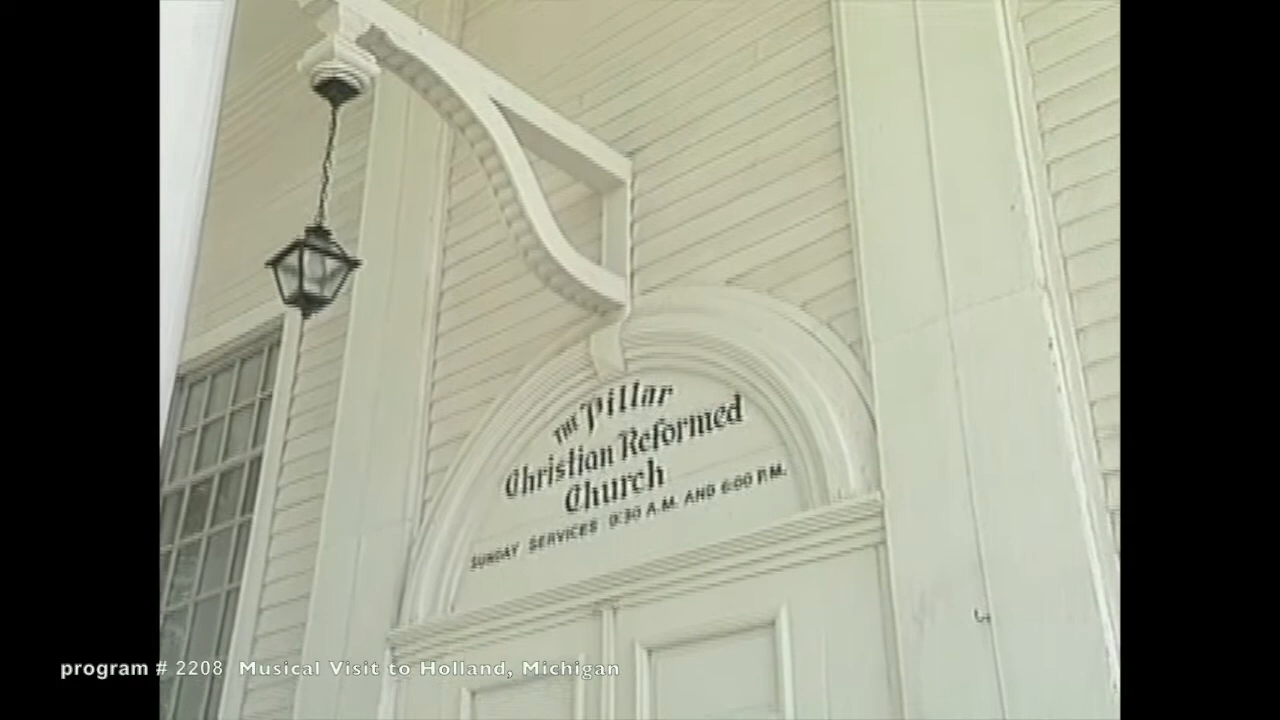 THE Pillar
Christian Reformed
Church
SUNDAY SERVICES 9:30 A.M. AND 6:00 P.M.
program # 2208 Musical Visit to Holland, Michigan